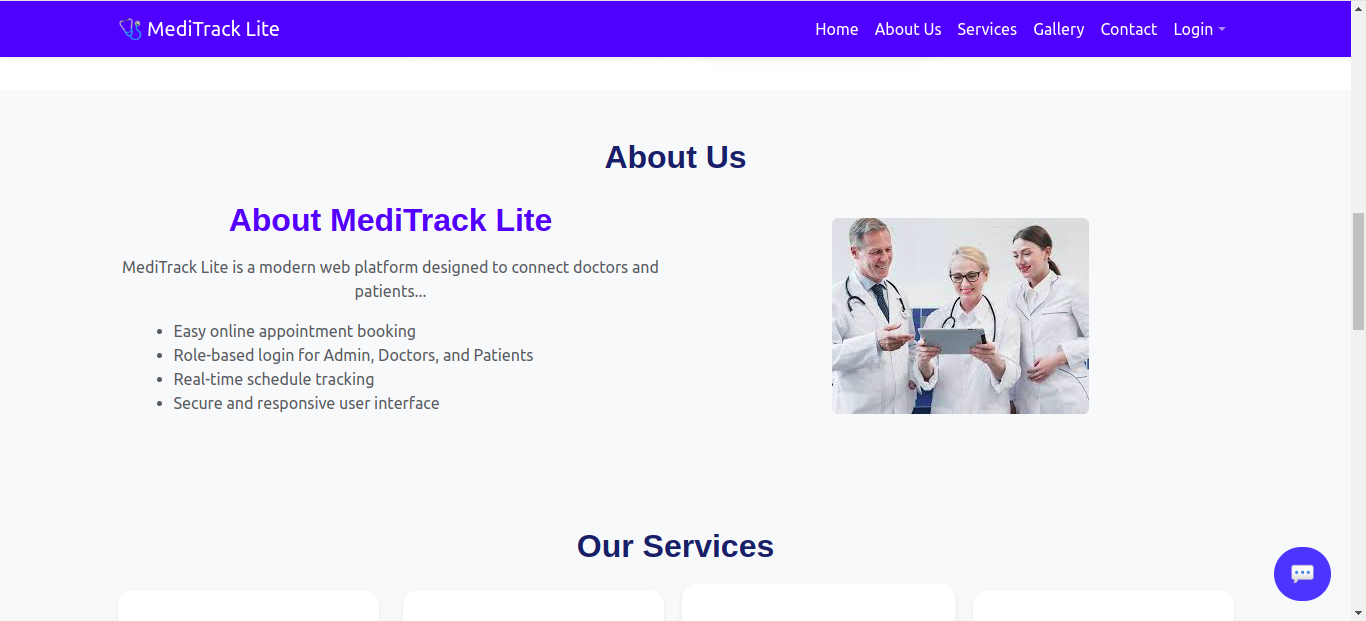 MediTrack Lite
Home About Us Services Gallery Contact Login
About Us
About MediTrack Lite
MediTrack Lite is a modern web platform designed to connect doctors and
patients...
• Easy online appointment booking
• Role-based login for Admin, Doctors, and Patients
• Real-time schedule tracking
• Secure and responsive user interface
Our Services